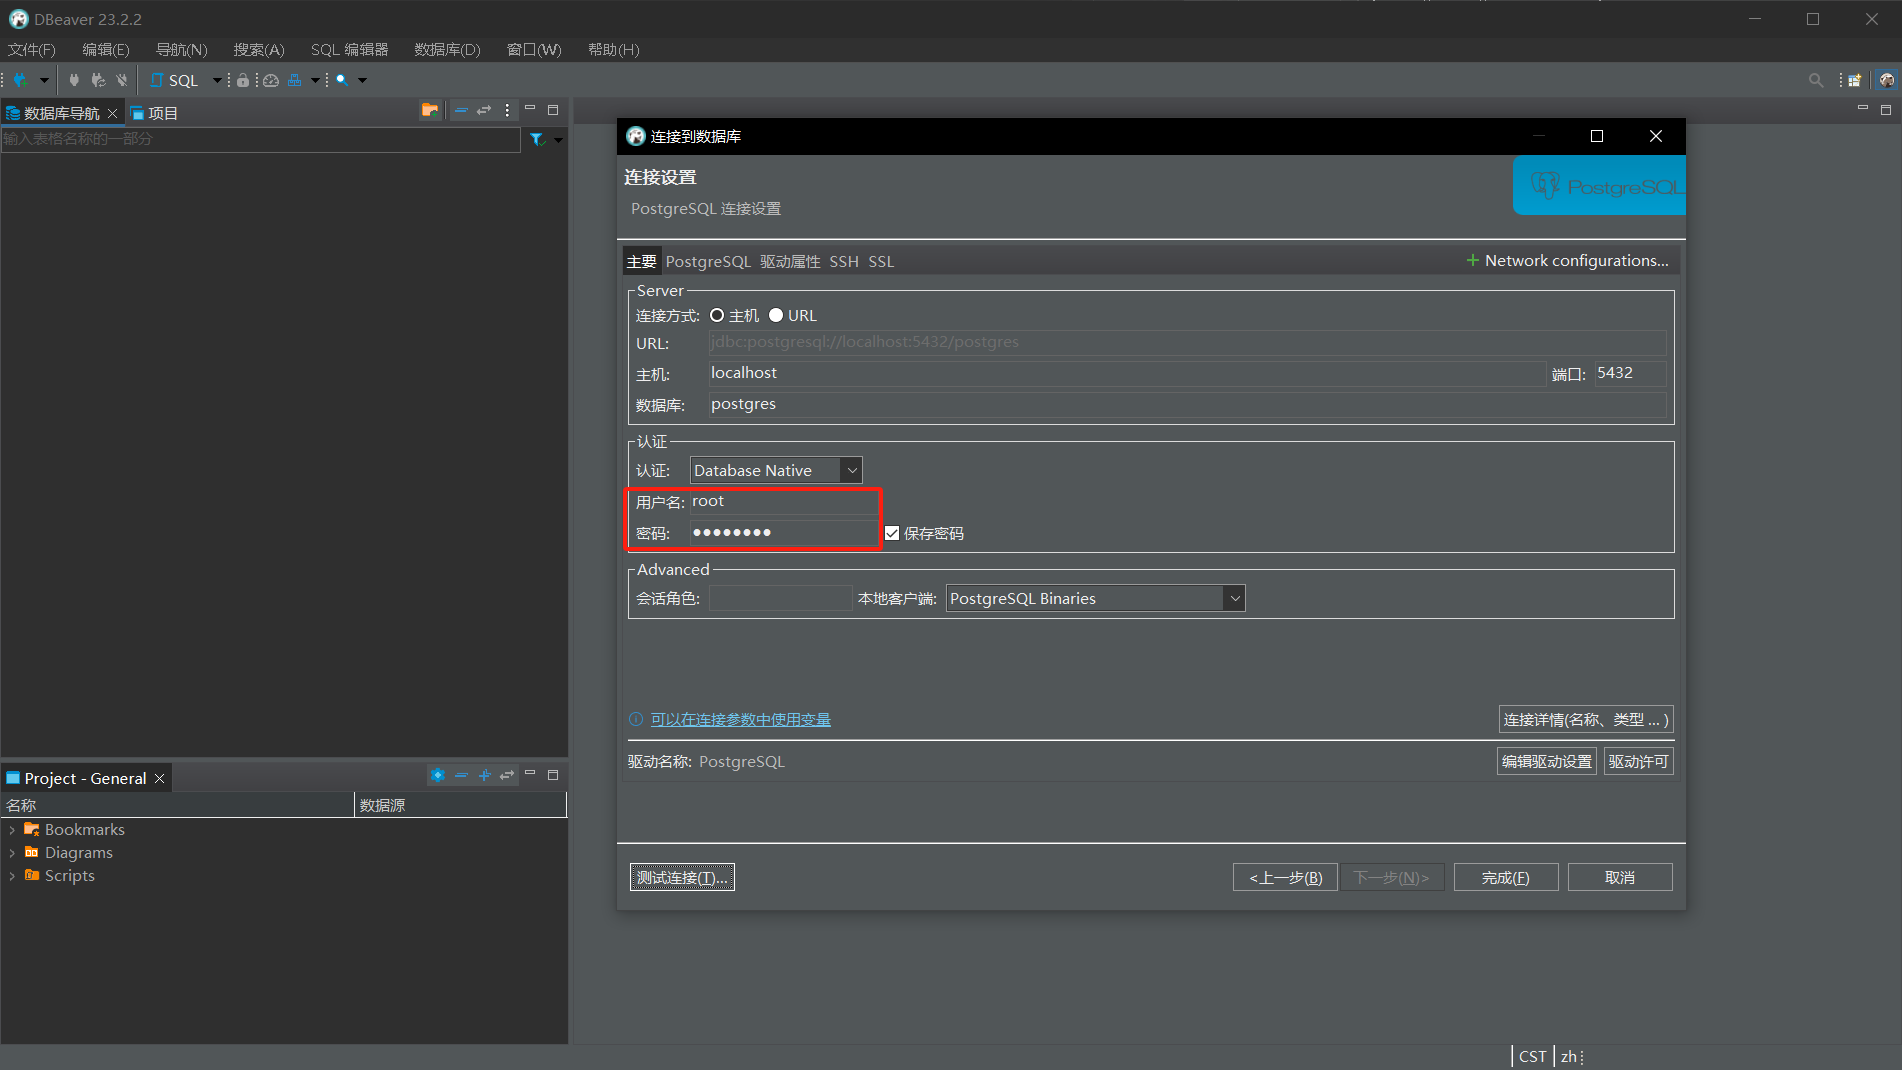 DBeaver 23.2.2
文件(F) 编辑(E) 导航(N) 搜索(A) SQL 编辑器 数据库(D) 窗口(W) 帮助(H)
SQL
数据库导航 项目
输入表格名称的一部分
连接到数据库
连接设置
PostgreSQL 连接设置
PostgreSQL
主要 PostgreSQL 驱动属性 SSH SSL
Network configurations...
Server
连接方式: 主机 URL
URL: jdbc:postgresql://localhost:5432/postgres
主机: localhost 端口: 5432
数据库: postgres
认证
认证: Database Native
用户名: root
密码: ●●●●●●●● 保存密码
Advanced
会话角色: 本地客户端: PostgreSQL Binaries
可以在连接参数中使用变量
连接详情(名称、类型 ... )
驱动名称: PostgreSQL
编辑驱动设置 驱动许可
测试连接(T)... <上一步(B) 下一步(N)> 完成(F) 取消
Project - General
名称 数据源
Bookmarks
Diagrams
Scripts
CST zh